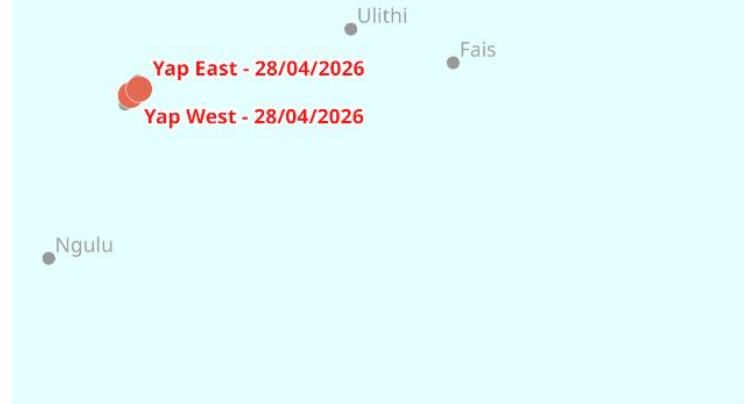 Ulithi
Fais
Yap East - 28/04/2026
Yap West - 28/04/2026
Ngulu